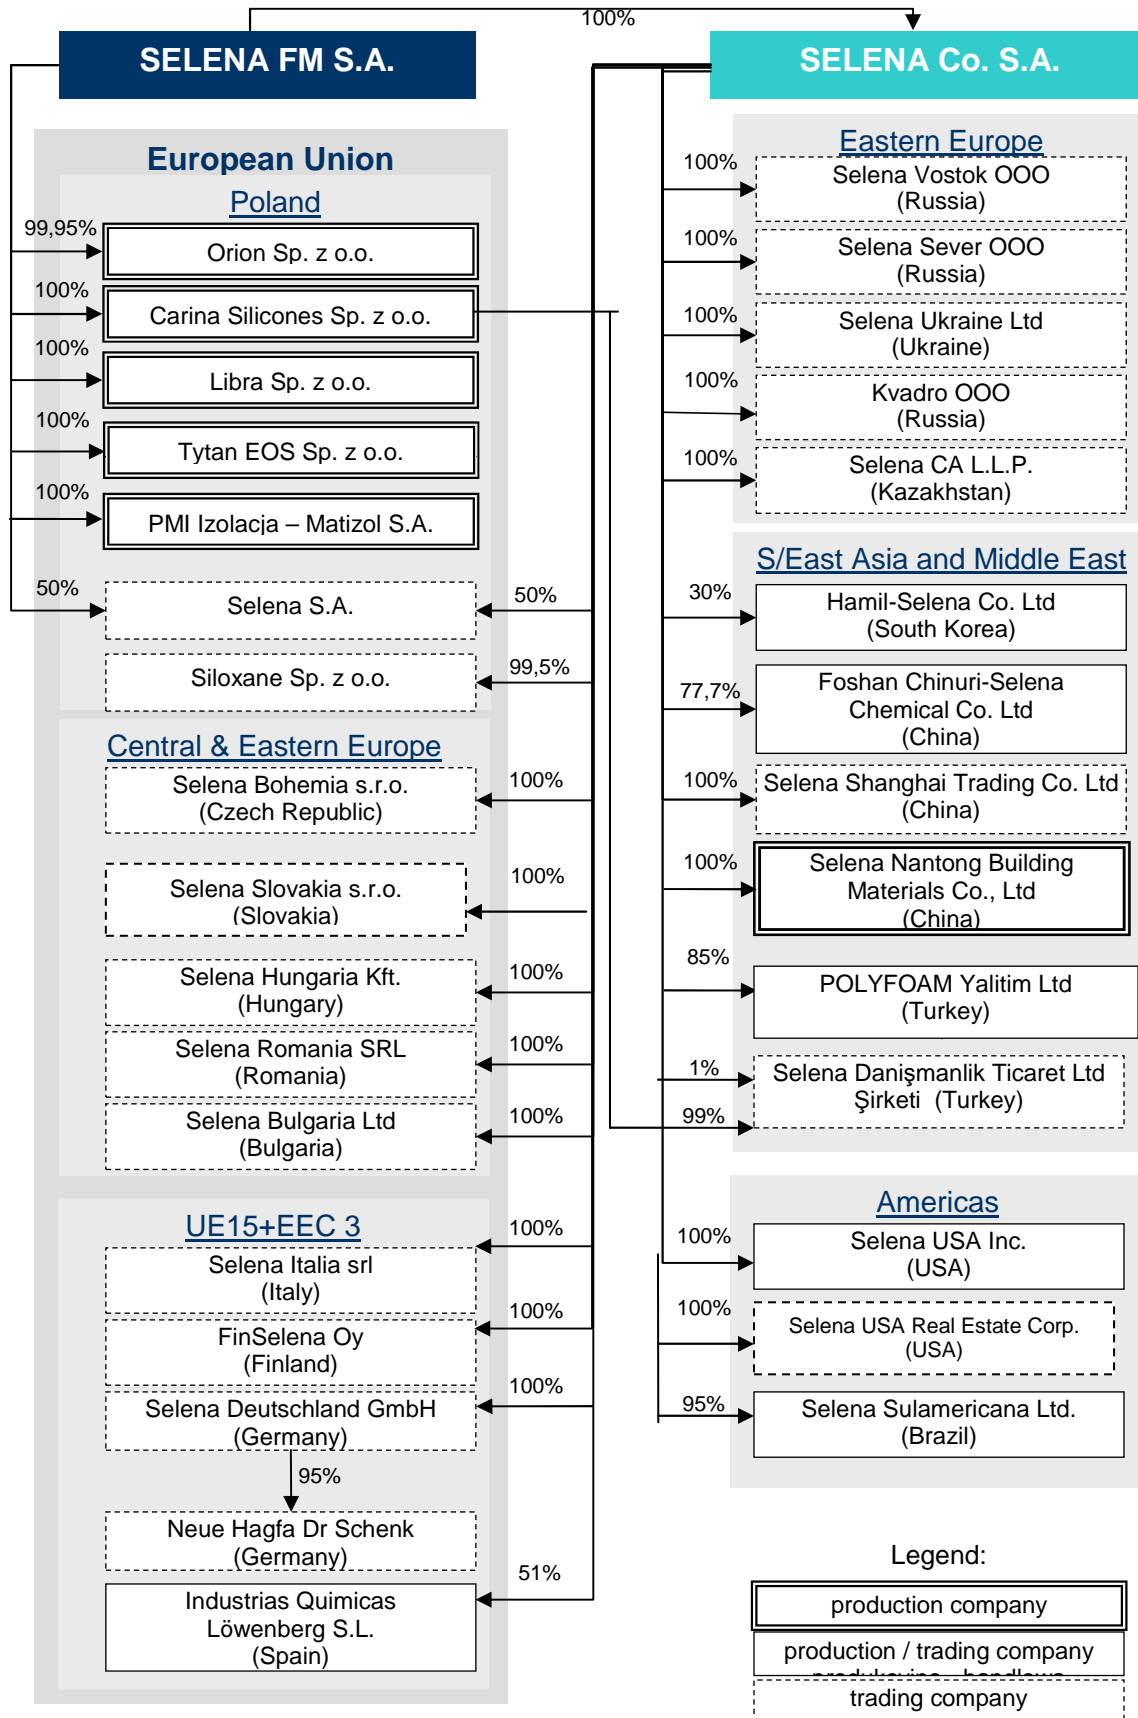 100%
SELENA FM S.A.
SELENA Co. S.A.
European Union
Poland
99,95%
Orion Sp. z o.o.
100%
Carina Silicones Sp. z o.o.
100%
Libra Sp. z o.o.
100%
Tytan EOS Sp. z o.o.
100%
PMI Izolacja – Matizol S.A.
50%
Selena S.A.
50%
Siloxane Sp. z o.o.
99,5%
Central & Eastern Europe
Selena Bohemia s.r.o.
(Czech Republic)
100%
Selena Slovakia s.r.o.
(Slovakia)
100%
Selena Hungaria Kft.
(Hungary)
100%
Selena Romania SRL
(Romania)
100%
Selena Bulgaria Ltd
(Bulgaria)
100%
UE15+EEC 3
100%
Selena Italia srl
(Italy)
100%
FinSelena Oy
(Finland)
100%
Selena Deutschland GmbH
(Germany)
95%
Neue Hagfa Dr Schenk
(Germany)
51%
Industrias Quimicas
Löwenberg S.L.
(Spain)
Eastern Europe
100%
Selena Vostok OOO
(Russia)
100%
Selena Sever OOO
(Russia)
100%
Selena Ukraine Ltd
(Ukraine)
100%
Kvadro OOO
(Russia)
100%
Selena CA L.L.P.
(Kazakhstan)
S/East Asia and Middle East
30%
Hamil-Selena Co. Ltd
(South Korea)
77,7%
Foshan Chinuri-Selena
Chemical Co. Ltd
(China)
100%
Selena Shanghai Trading Co. Ltd
(China)
100%
Selena Nantong Building
Materials Co., Ltd
(China)
85%
POLYFOAM Yalitim Ltd
(Turkey)
1%
Selena Danişmanlik Ticaret Ltd
Şirketi (Turkey)
99%
Americas
100%
Selena USA Inc.
(USA)
100%
Selena USA Real Estate Corp.
(USA)
95%
Selena Sulamericana Ltd.
(Brazil)
Legend:
production company
production / trading company
trading company